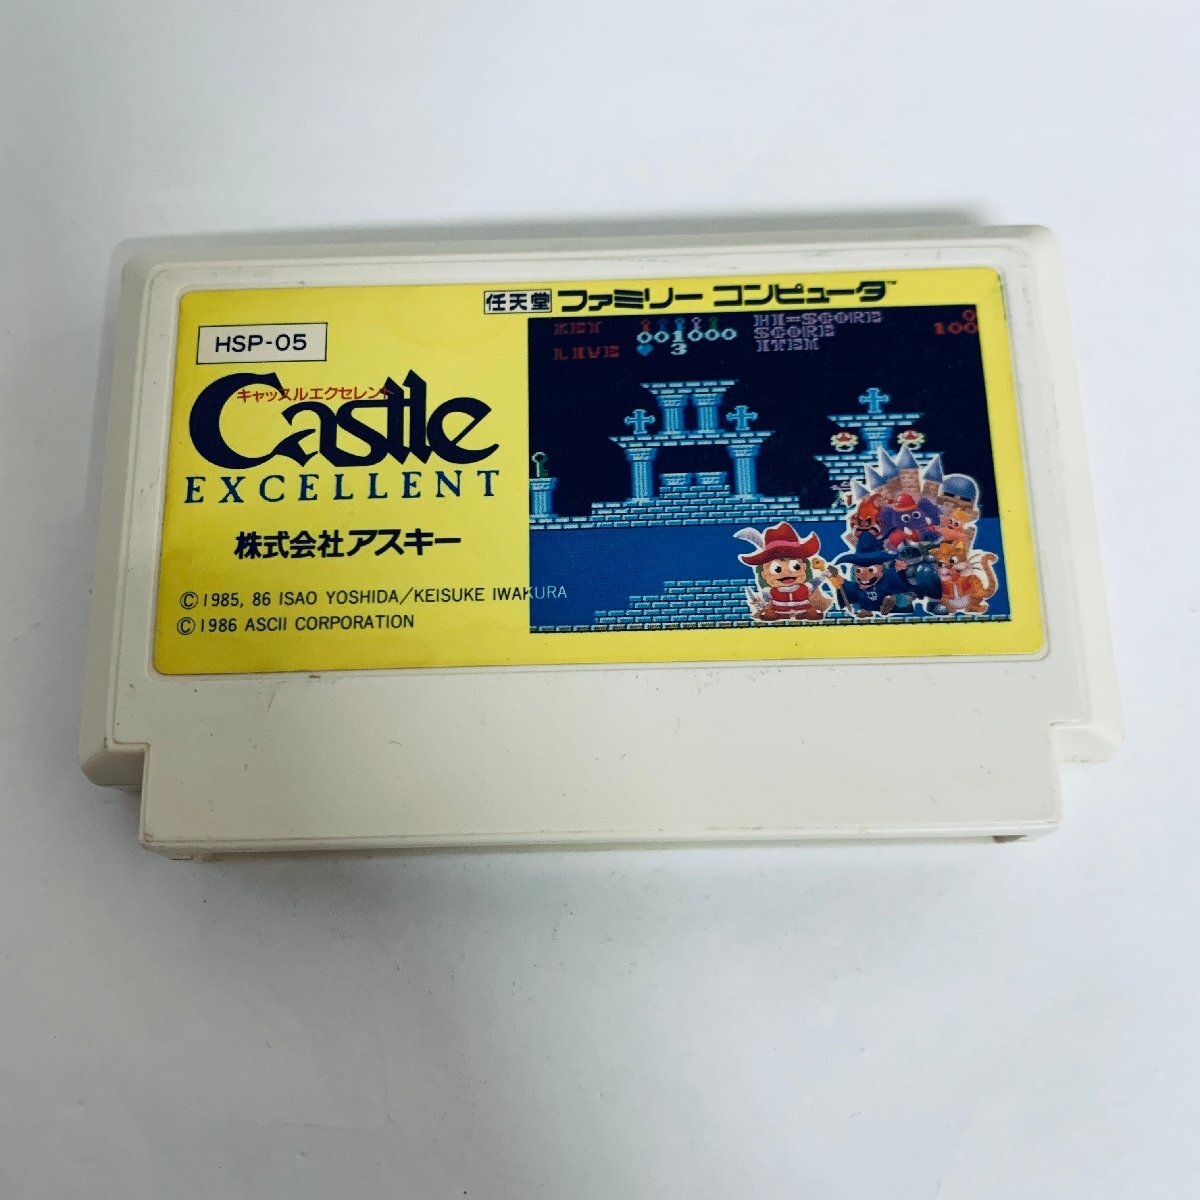 任天堂 ファミリー コンピュータ™
HSP-05
キャッスルエクセレント
Castle
EXCELLENT
株式会社アスキー
© 1985, 86 ISAO YOSHIDA/KEISUKE IWAKURA
© 1986 ASCII CORPORATION
KEY 001000
LIVE 3
HI=SCORE 0
SCORE 100
ITEM